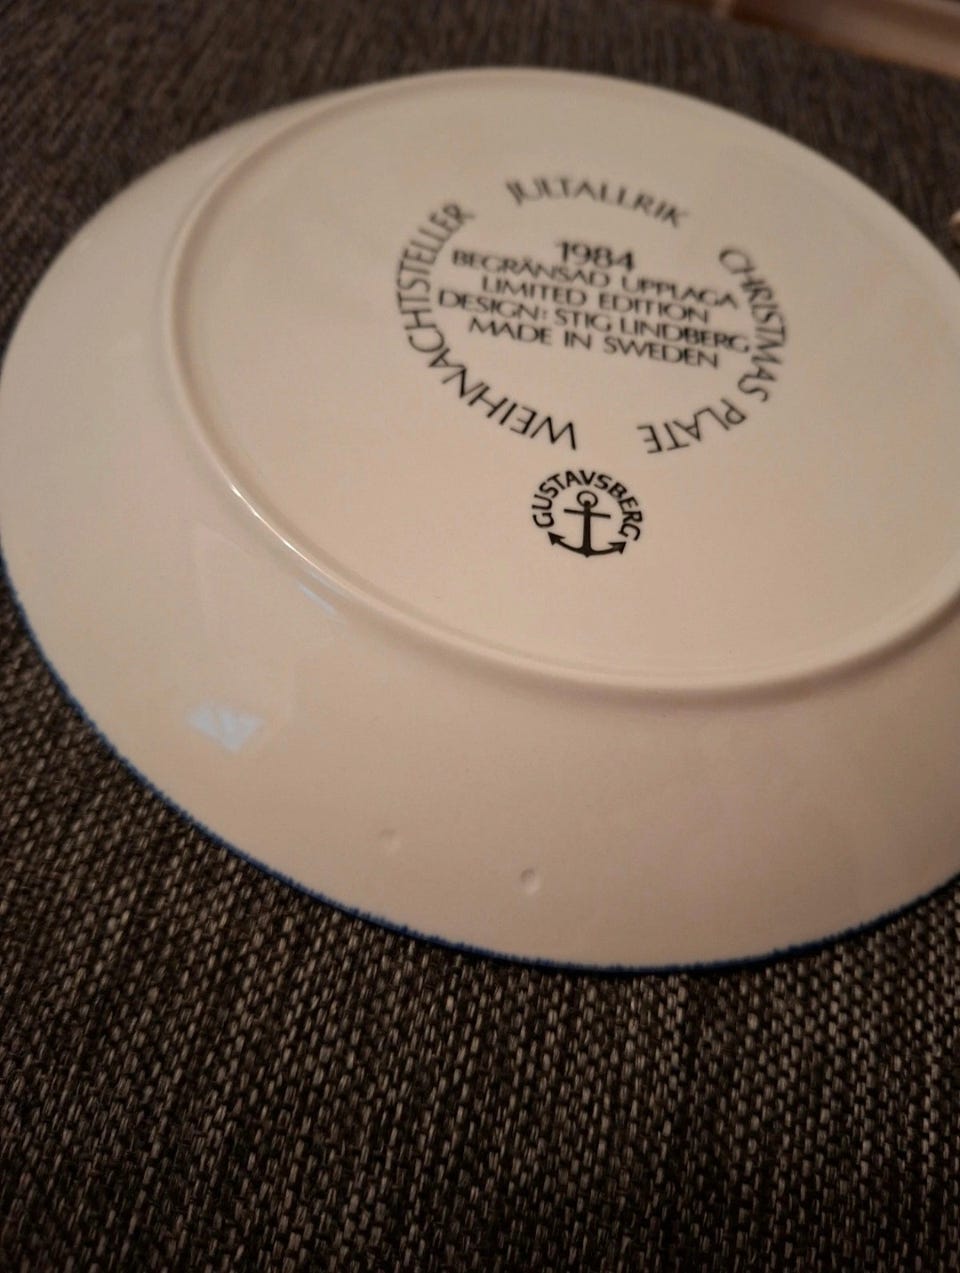 JULTALLRIK
CHRISTMAS PLATE
WEIHNACHTSTELLER
1984
BEGRÄNSAD UPPLAGA
LIMITED EDITION
DESIGN: STIG LINDBERG
MADE IN SWEDEN
GUSTAVSBERG